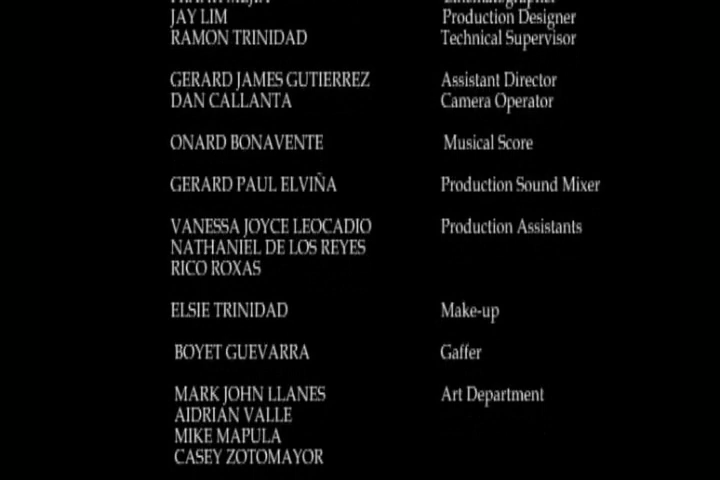 JAY LIM Production Designer
RAMON TRINIDAD Technical Supervisor
GERARD JAMES GUTIERREZ Assistant Director
DAN CALLANTA Camera Operator
ONARD BONAVENTE Musical Score
GERARD PAUL ELVIÑA Production Sound Mixer
VANESSA JOYCE LEOCADIO Production Assistants
NATHANIEL DE LOS REYES
RICO ROXAS
ELSIE TRINIDAD Make-up
BOYET GUEVARRA Gaffer
MARK JOHN LLANES Art Department
AIDRIAN VALLE
MIKE MAPULA
CASEY ZOTOMAYOR